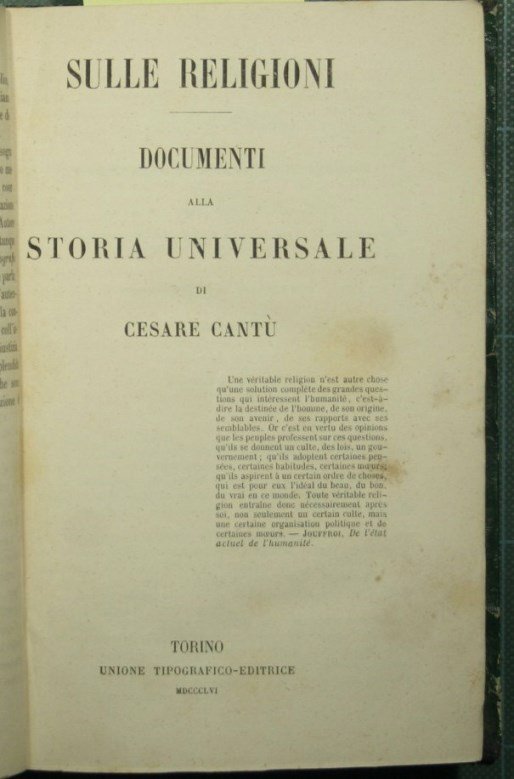 SULLE RELIGIONI
DOCUMENTI
ALLA
STORIA UNIVERSALE
DI
CESARE CANTÙ
Une véritable religion n'est autre chose
qu'une solution complète des grandes ques-
tions qui intéressent l'humanité, c'est-à-
dire la destinée de l'homme, de son origine,
de son avenir, de ses rapports avec ses
semblables. Or c'est en vertu des opinions
que les peuples professent sur ces questions,
qu'ils se donnent un culte, des lois, un gou-
vernement; qu'ils adoptent certaines pen-
sées, certaines habitudes, certaines mœurs;
qu'ils aspirent à un certain ordre de choses,
qui est pour eux l'idéal du beau, du bon,
du vrai en ce monde. Toute véritable reli-
gion entraîne donc nécessairement après
soi, non seulement un certain culte, mais
une certaine organisation politique et de
certaines mœurs. — JOUFFROI, De l'état
actuel de l'humanité.
TORINO
UNIONE TIPOGRAFICO-EDITRICE
MDCCCLVI